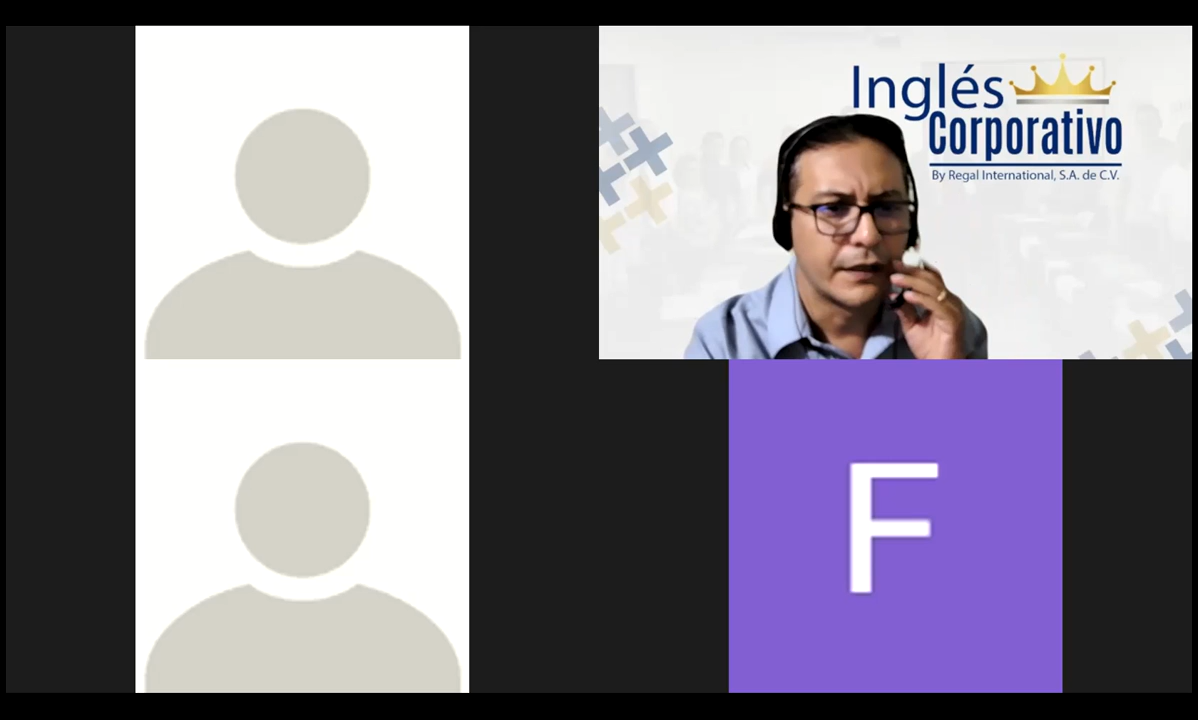 Inglés
Corporativo
By Regal International, S.A. de C.V.
F